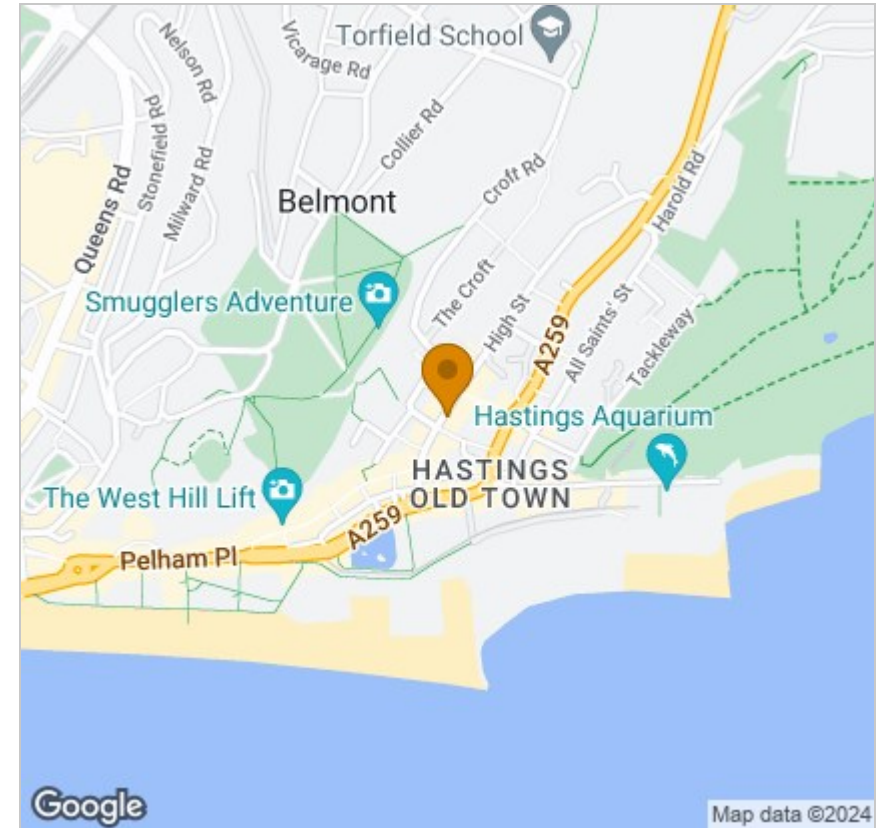 Torfield School
Nelson Rd
Vicarage Rd
Collier Rd
Stonefield Rd
Milward Rd
Queens Rd
Belmont
Croft Rd
Harold Rd
Smugglers Adventure
The Croft
High St
A259
All Saints' St
Tackleway
Hastings Aquarium
HASTINGS
OLD TOWN
The West Hill Lift
A259
Pelham Pl
Google
Map data ©2024